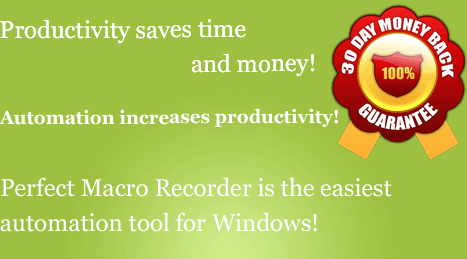 Productivity saves time
and money!
30 DAY MONEY BACK
100%
GUARANTEE
Automation increases productivity!
Perfect Macro Recorder is the easiest
automation tool for Windows!